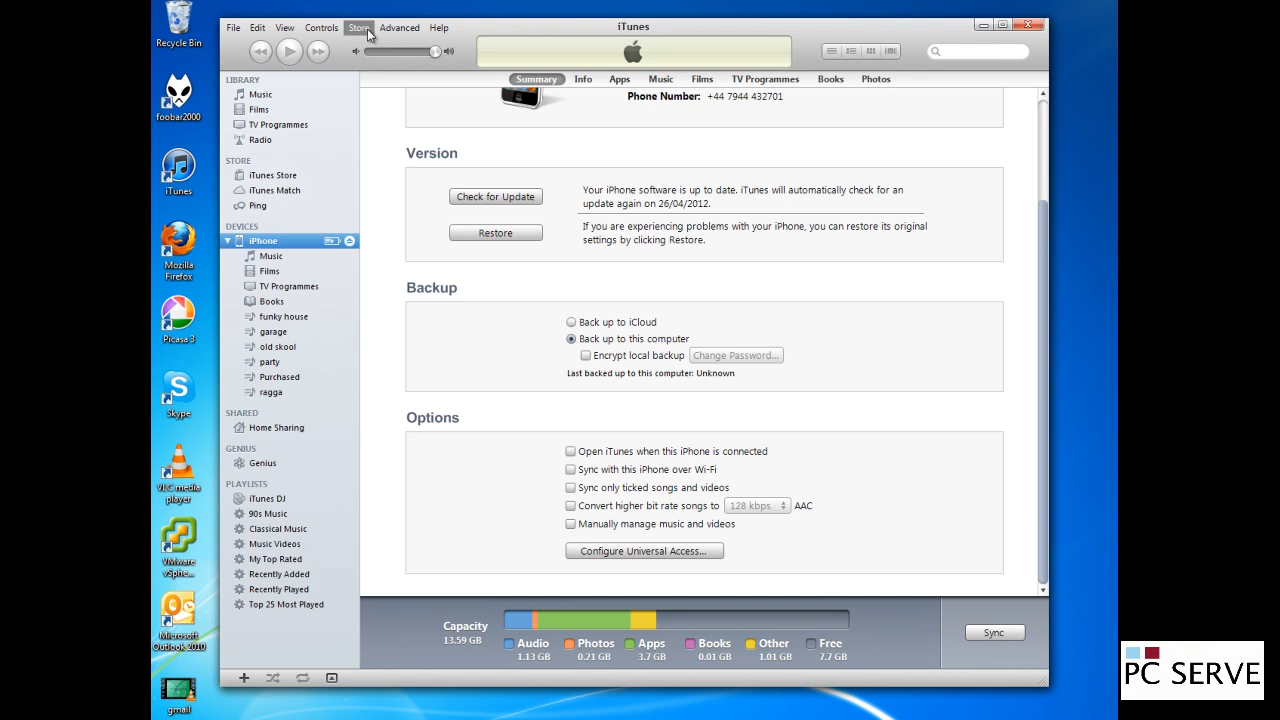 Recycle Bin
foobar2000
iTunes
Mozilla
Firefox
Picasa 3
Skype
VLC media
player
VMware
vSphic...
Microsoft
Outlook 2010
gmail
iTunes
File Edit View Controls Store Advanced Help
LIBRARY
Music
Films
TV Programmes
Radio
STORE
iTunes Store
iTunes Match
Ping
DEVICES
iPhone
Music
Films
TV Programmes
Books
funky house
garage
old skool
party
Purchased
ragga
SHARED
Home Sharing
GENIUS
Genius
PLAYLISTS
iTunes DJ
90s Music
Classical Music
Music Videos
My Top Rated
Recently Added
Recently Played
Top 25 Most Played
Summary Info Apps Music Films TV Programmes Books Photos
Phone Number: +44 7944 432701
Version
Check for Update
Your iPhone software is up to date. iTunes will automatically check for an
update again on 26/04/2012.
Restore
If you are experiencing problems with your iPhone, you can restore its original
settings by clicking Restore.
Backup
Back up to iCloud
Back up to this computer
Encrypt local backup Change Password...
Last backed up to this computer: Unknown
Options
Open iTunes when this iPhone is connected
Sync with this iPhone over Wi-Fi
Sync only ticked songs and videos
Convert higher bit rate songs to 128 kbps AAC
Manually manage music and videos
Configure Universal Access...
Capacity
13.59 GB
Audio
1.13 GB
Photos
0.21 GB
Apps
3.7 GB
Books
0.01 GB
Other
1.01 GB
Free
7.7 GB
Sync
PC SERVE